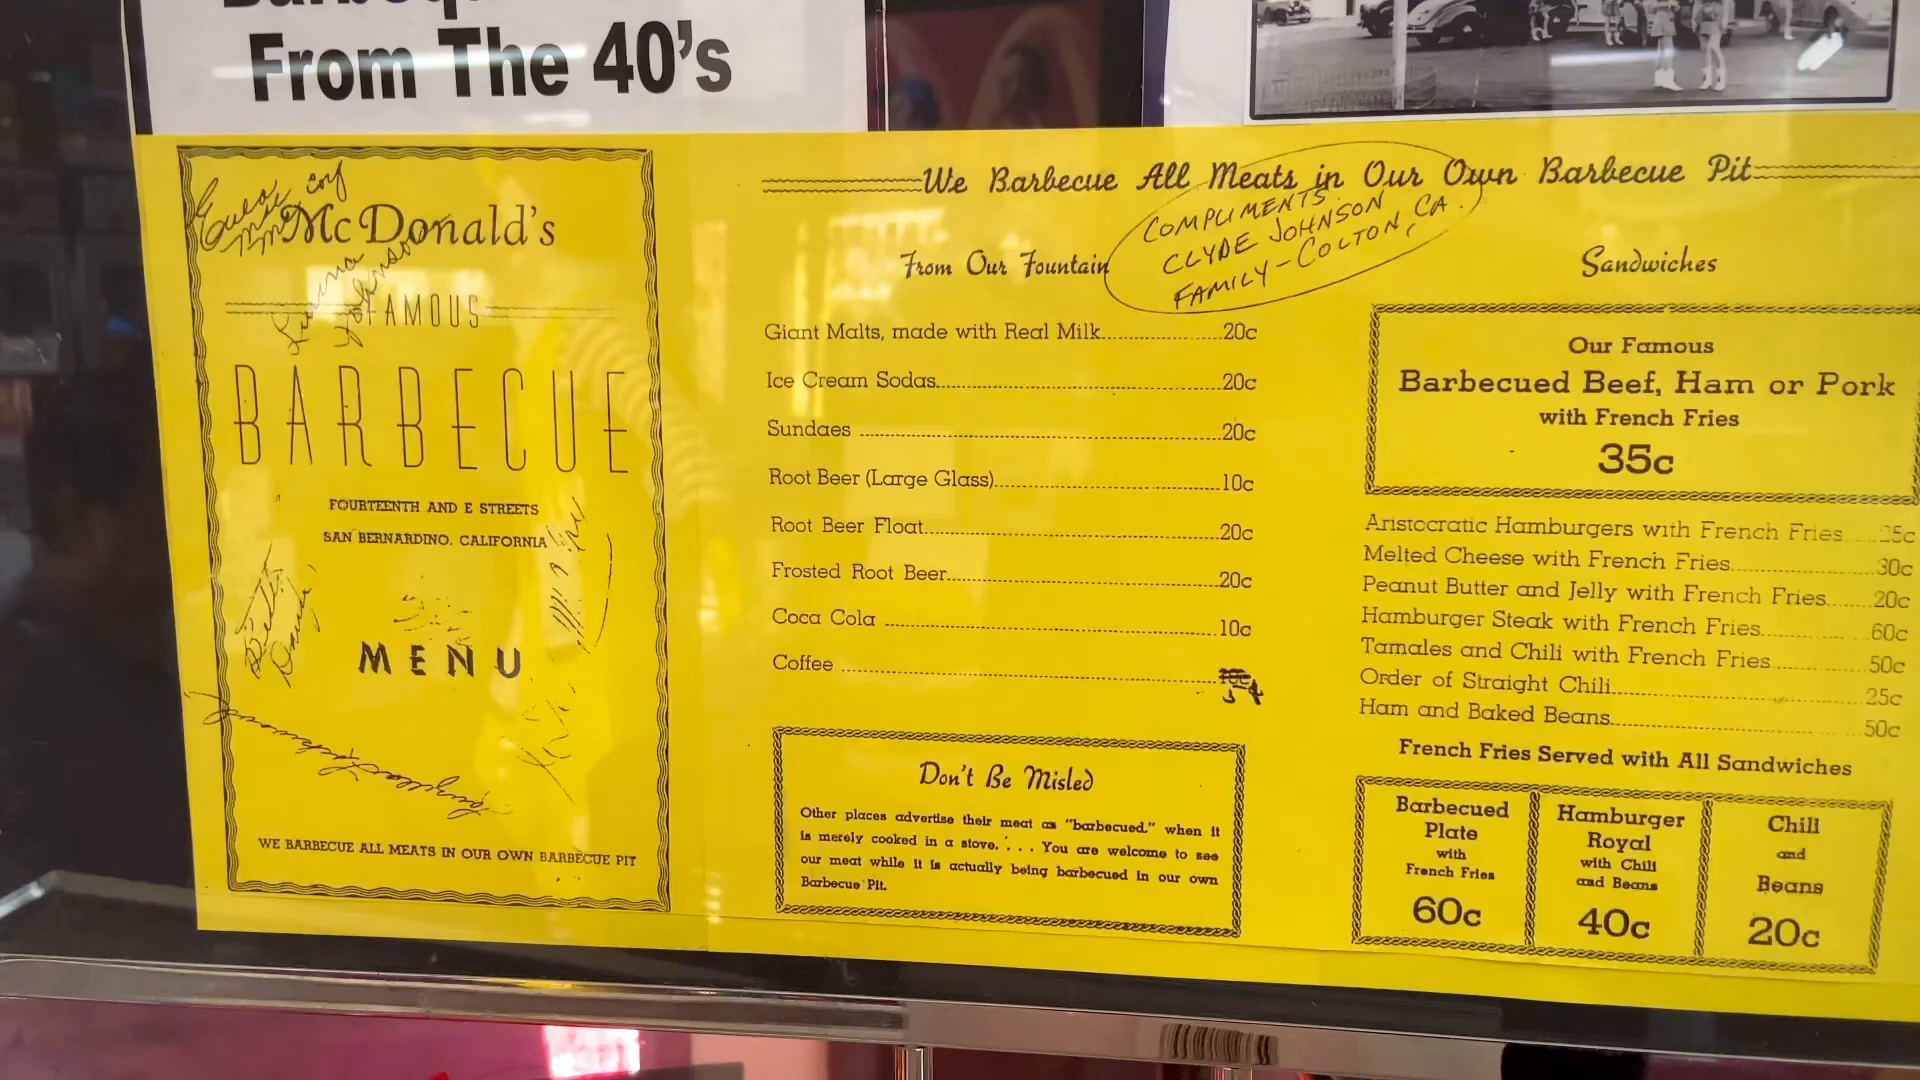 From The 40's
McDonald's
FAMOUS
BARBECUE
FOURTEENTH AND E STREETS
SAN BERNARDINO, CALIFORNIA
MENU
WE BARBECUE ALL MEATS IN OUR OWN BARBECUE PIT
We Barbecue All Meats in Our Own Barbecue Pit
COMPLIMENTS
CLYDE JOHNSON
FAMILY-COLTON, CA.
From Our Fountain
Giant Malts, made with Real Milk 20c
Ice Cream Sodas 20c
Sundaes 20c
Root Beer (Large Glass) 10c
Root Beer Float 20c
Frosted Root Beer 20c
Coca Cola 10c
Coffee
Don't Be Misled
Other places advertise their meat as "barbecued," when it
is merely cooked in a stove. . . . You are welcome to see
our meat while it is actually being barbecued in our own
Barbecue Pit.
Sandwiches
Our Famous
Barbecued Beef, Ham or Pork
with French Fries
35c
Aristocratic Hamburgers with French Fries
Melted Cheese with French Fries 30c
Peanut Butter and Jelly with French Fries 20c
Hamburger Steak with French Fries 60c
Tamales and Chili with French Fries 50c
Order of Straight Chili 25c
Ham and Baked Beans 50c
French Fries Served with All Sandwiches
Barbecued
Plate
with
French Fries
60c
Hamburger
Royal
with Chili
and Beans
40c
Chili
and
Beans
20c